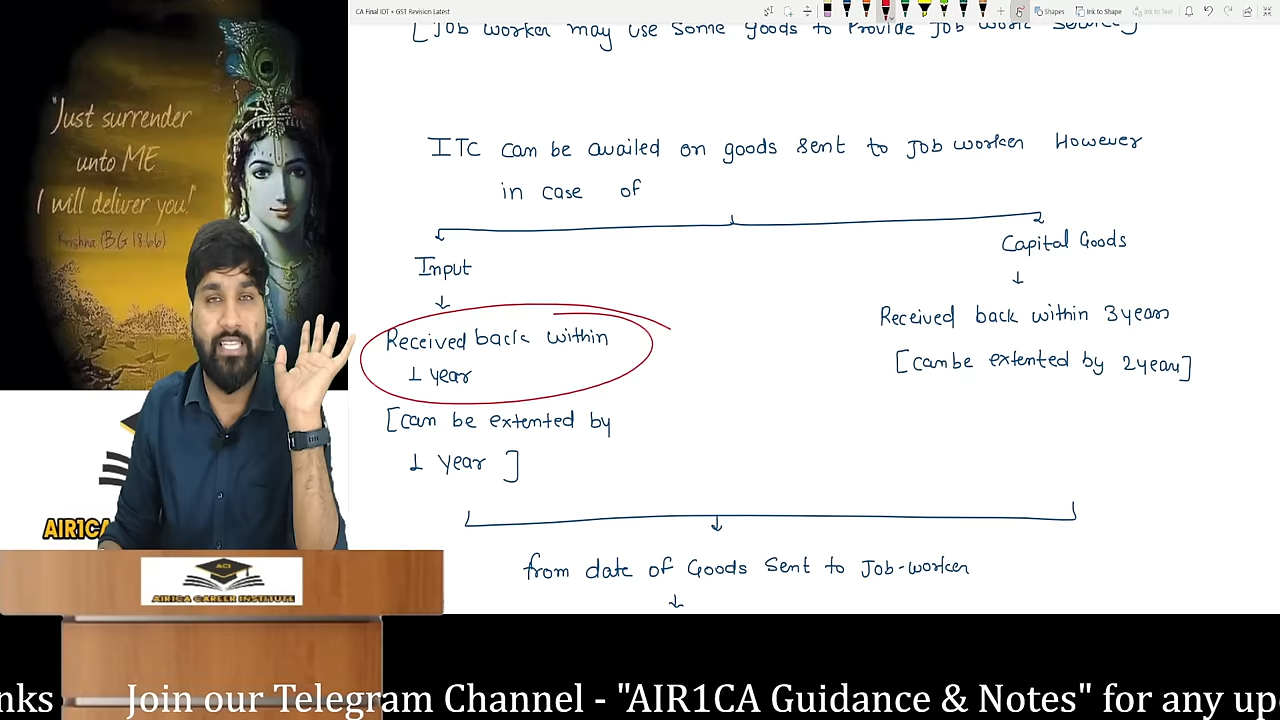 CA Final IDT + GST Revision Latest
Shapes
Ink to Shape
Ink to Text
[Job worker may use some goods to Provide Job work Service]
"Just surrender
unto ME
I will deliver you!"
- Krishna (B.G 18:66)
ITC can be availed on goods sent to Job worker However
in case of
Input
Capital Goods
Received back within
1 year
[can be extented by
1 year ]
Received back within 3 years
[can be extented by 2 year]
from date of Goods Sent to Job-worker
AIR1CA
ACI
AIR1CA CAREER INSTITUTE
nks
Join our Telegram Channel - "AIR1CA Guidance & Notes" for any up